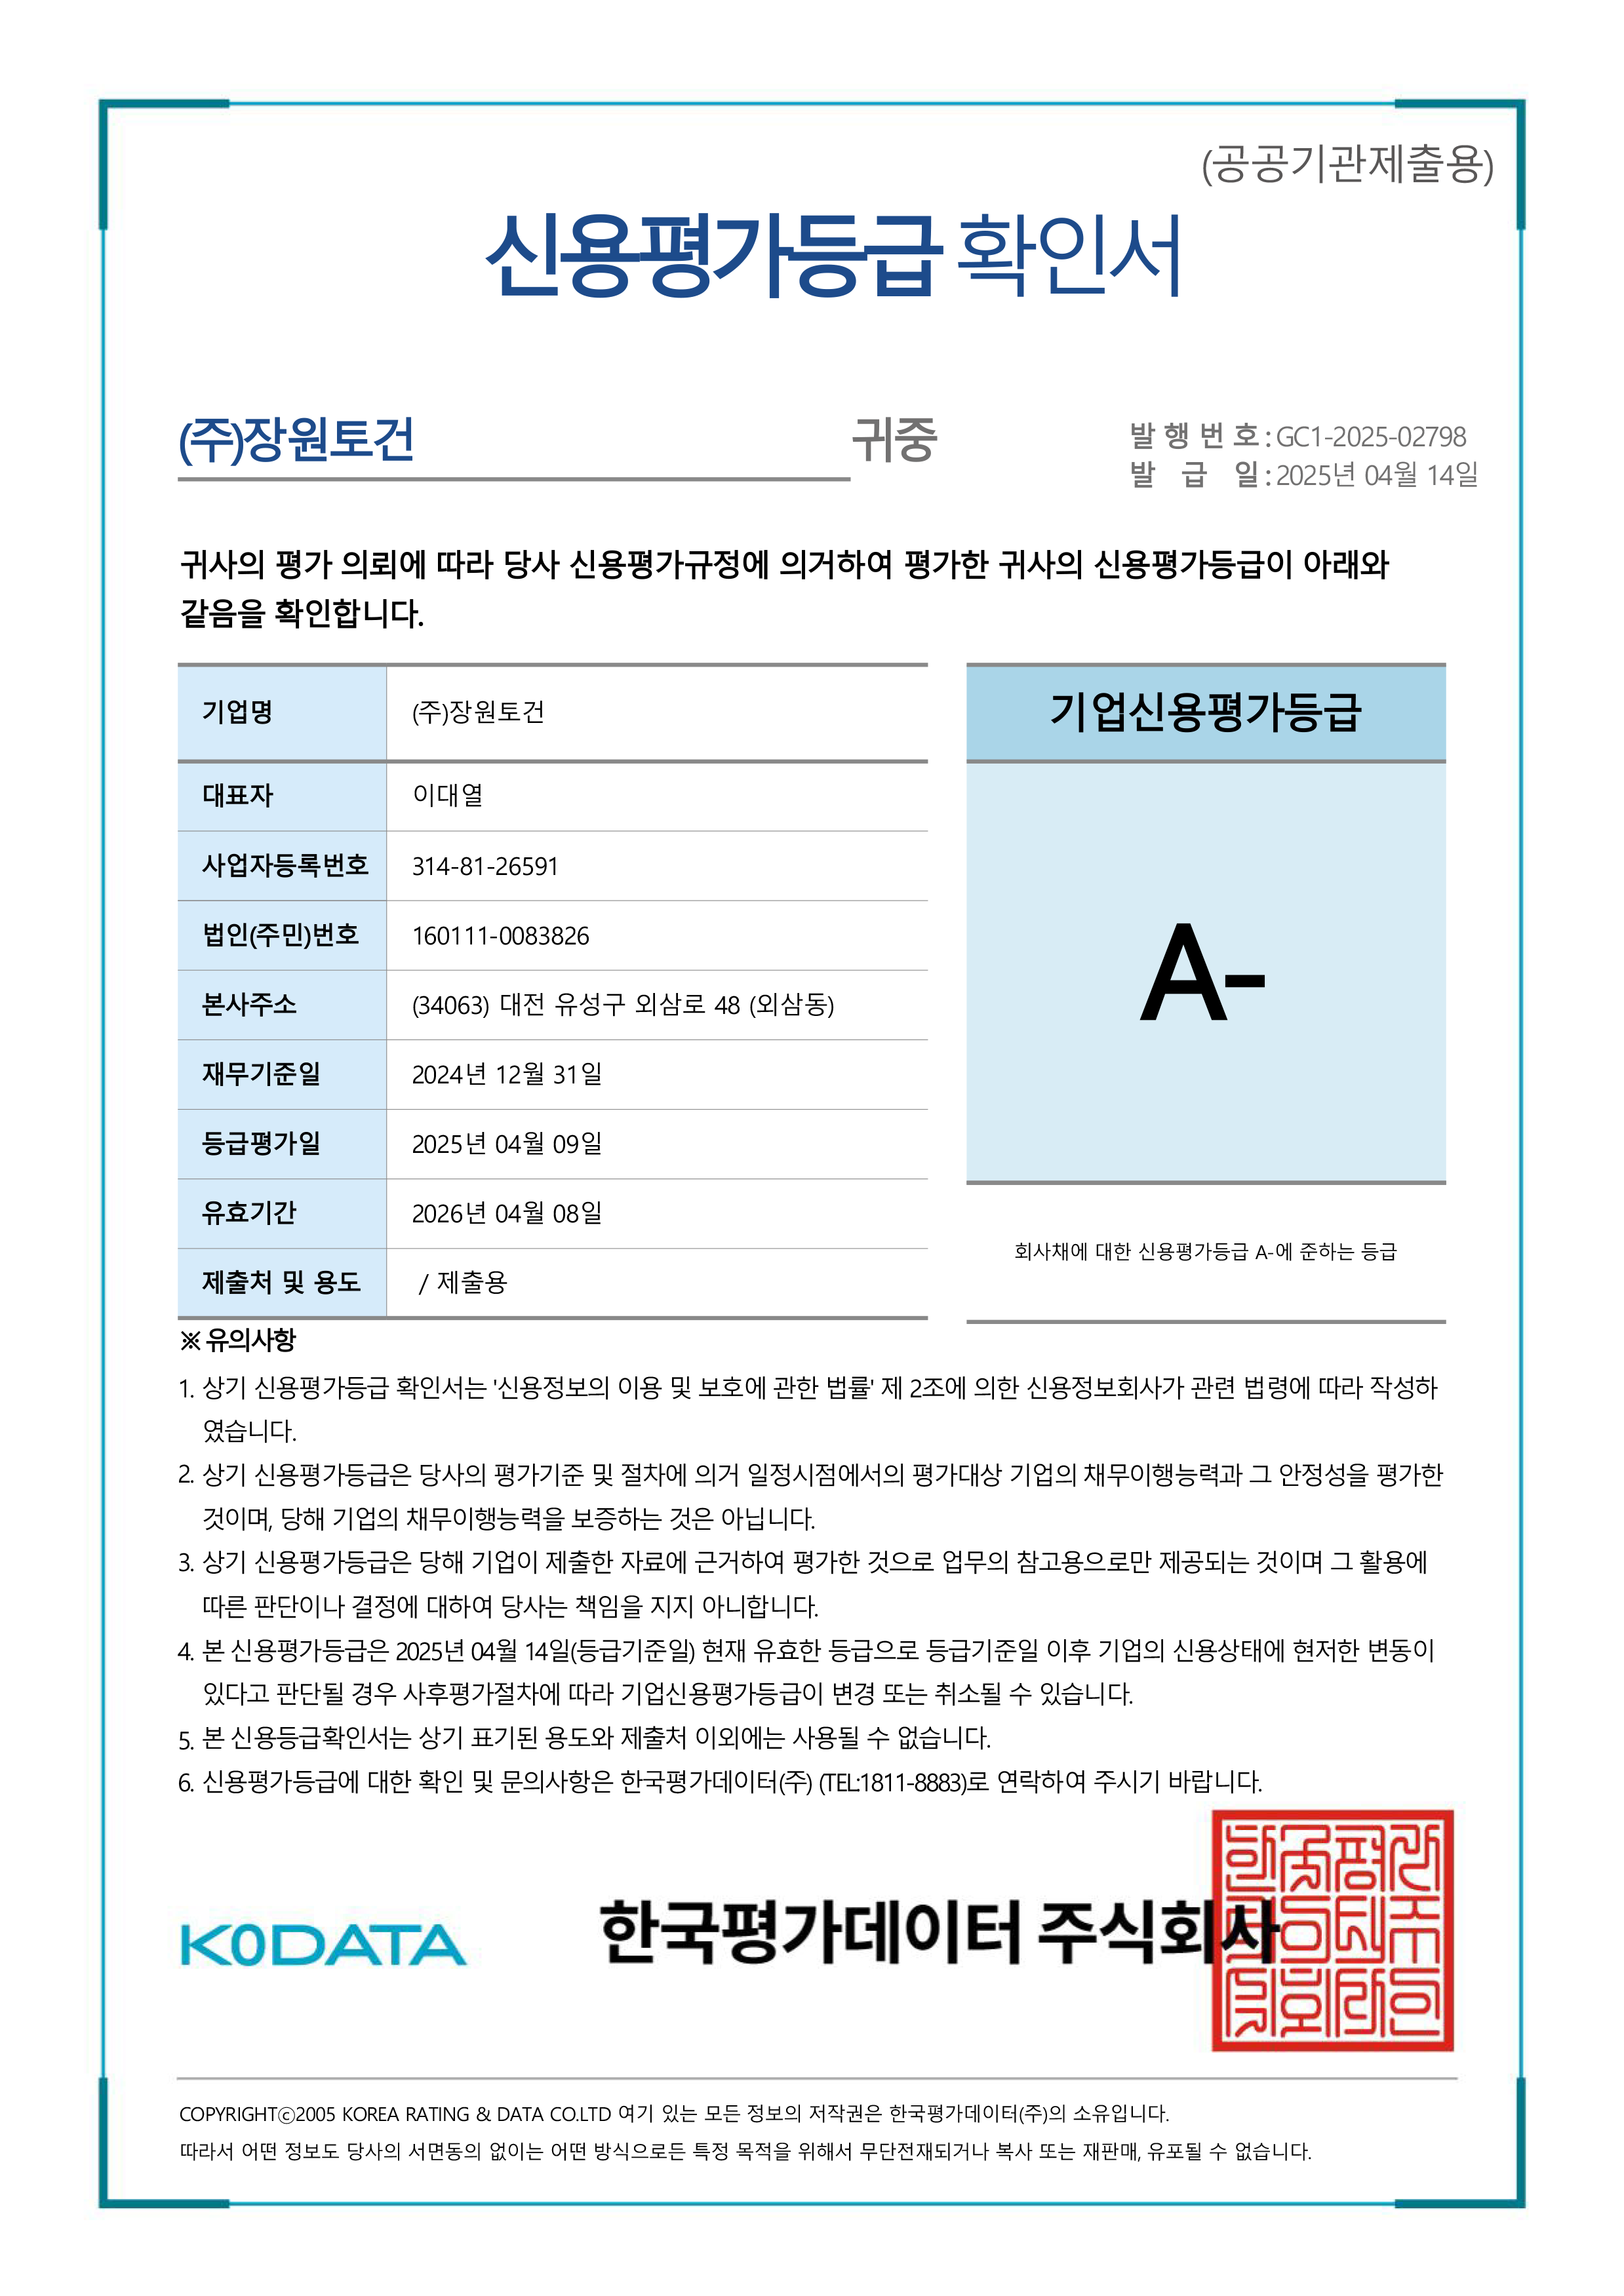 (공공기관제출용)
신용평가등급 확인서
(주)장원토건 귀중
발 행 번 호 : GC1-2025-02798
발 급 일 : 2025년 04월 14일
귀사의 평가 의뢰에 따라 당사 신용평가규정에 의거하여 평가한 귀사의 신용평가등급이 아래와
같음을 확인합니다.
기업명 (주)장원토건
대표자 이대열
사업자등록번호 314-81-26591
법인(주민)번호 160111-0083826
본사주소 (34063) 대전 유성구 외삼로 48 (외삼동)
재무기준일 2024년 12월 31일
등급평가일 2025년 04월 09일
유효기간 2026년 04월 08일
제출처 및 용도 / 제출용
기업신용평가등급
A-
회사채에 대한 신용평가등급 A-에 준하는 등급
※ 유의사항
1. 상기 신용평가등급 확인서는 '신용정보의 이용 및 보호에 관한 법률' 제 2조에 의한 신용정보회사가 관련 법령에 따라 작성하
였습니다.
2. 상기 신용평가등급은 당사의 평가기준 및 절차에 의거 일정시점에서의 평가대상 기업의 채무이행능력과 그 안정성을 평가한
것이며, 당해 기업의 채무이행능력을 보증하는 것은 아닙니다.
3. 상기 신용평가등급은 당해 기업이 제출한 자료에 근거하여 평가한 것으로 업무의 참고용으로만 제공되는 것이며 그 활용에
따른 판단이나 결정에 대하여 당사는 책임을 지지 아니합니다.
4. 본 신용평가등급은 2025년 04월 14일(등급기준일) 현재 유효한 등급으로 등급기준일 이후 기업의 신용상태에 현저한 변동이
있다고 판단될 경우 사후평가절차에 따라 기업신용평가등급이 변경 또는 취소될 수 있습니다.
5. 본 신용등급확인서는 상기 표기된 용도와 제출처 이외에는 사용될 수 없습니다.
6. 신용평가등급에 대한 확인 및 문의사항은 한국평가데이터(주) (TEL:1811-8883)로 연락하여 주시기 바랍니다.
KODATA
한국평가데이터 주식회사
COPYRIGHTⓒ2005 KOREA RATING & DATA CO.LTD 여기 있는 모든 정보의 저작권은 한국평가데이터(주)의 소유입니다.
따라서 어떤 정보도 당사의 서면동의 없이는 어떤 방식으로든 특정 목적을 위해서 무단전재되거나 복사 또는 재판매, 유포될 수 없습니다.